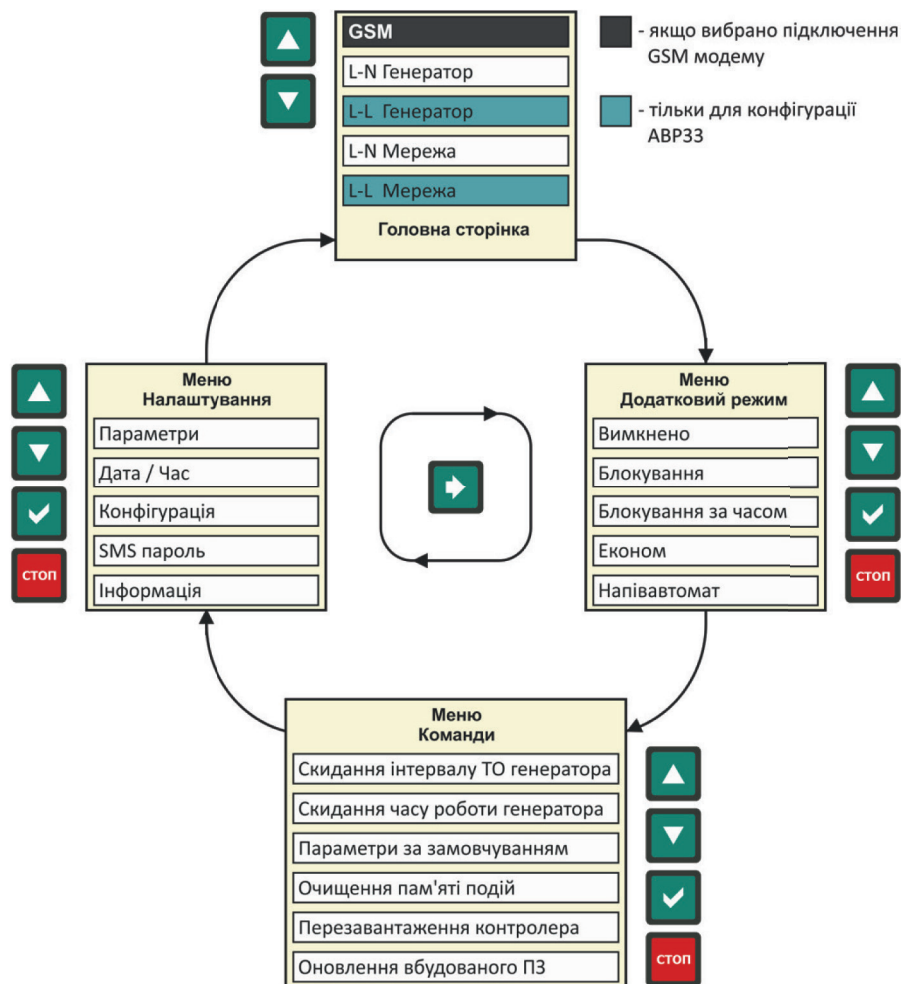 GSM
L-N Генератор
L-L Генератор
L-N Мережа
L-L Мережа
Головна сторінка
- якщо вибрано підключення
GSM модему
- тільки для конфігурації
АВР33
Меню
Налаштування
Параметри
Дата / Час
Конфігурація
SMS пароль
Інформація
СТОП
Меню
Додатковий режим
Вимкнено
Блокування
Блокування за часом
Економ
Напівавтомат
СТОП
Меню
Команди
Скидання інтервалу ТО генератора
Скидання часу роботи генератора
Параметри за замовчуванням
Очищення пам'яті подій
Перезавантаження контролера
Оновлення вбудованого ПЗ
СТОП